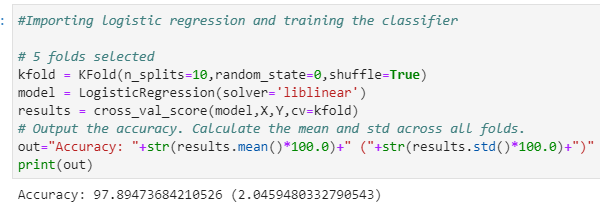 :
#Importing logistic regression and training the classifier
# 5 folds selected
kfold = KFold(n_splits=10,random_state=0,shuffle=True)
model = LogisticRegression(solver='liblinear')
results = cross_val_score(model,X,Y,cv=kfold)
# Output the accuracy. Calculate the mean and std across all folds.
out="Accuracy: "+str(results.mean()*100.0)+" ("+str(results.std()*100.0)+")"
print(out)
Accuracy: 97.89473684210526 (2.0459480332790543)